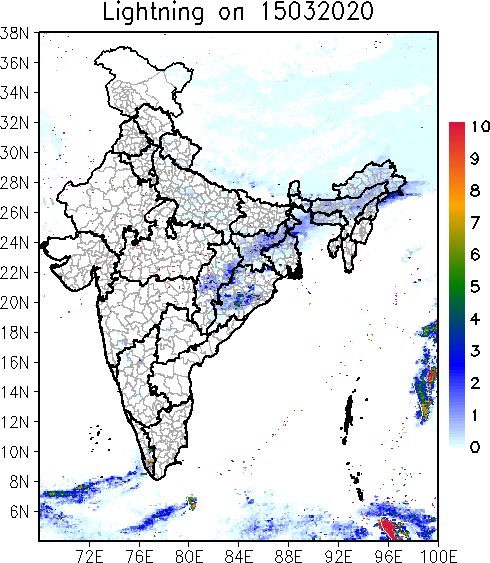 Lightning on 15032020
38N
36N
34N
32N
30N
28N
26N
24N
22N
20N
18N
16N
14N
12N
10N
8N
6N
72E 76E 80E 84E 88E 92E 96E 100E
10
9
8
7
6
5
4
3
2
1
0